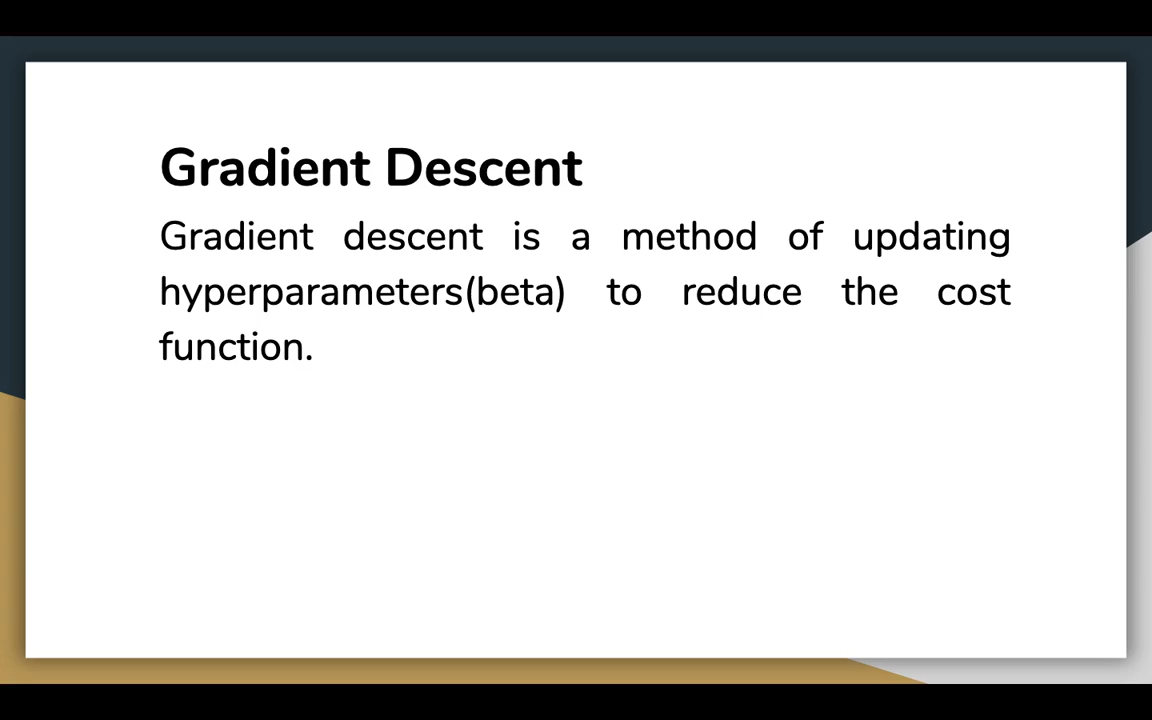 Gradient Descent
Gradient descent is a method of updating
hyperparameters(beta) to reduce the cost
function.